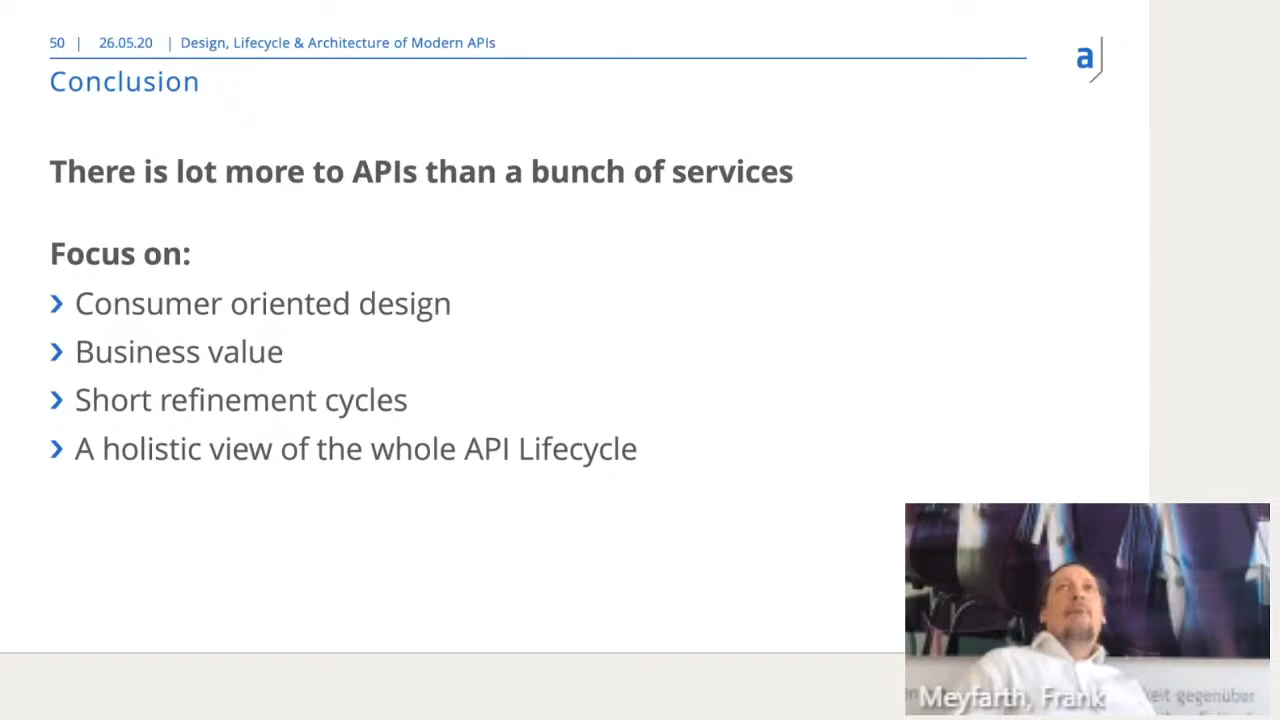 50 | 26.05.20 | Design, Lifecycle & Architecture of Modern APIs
a
Conclusion
There is lot more to APIs than a bunch of services
Focus on:
› Consumer oriented design
› Business value
› Short refinement cycles
› A holistic view of the whole API Lifecycle
Meyfarth, Frank
gegenüber